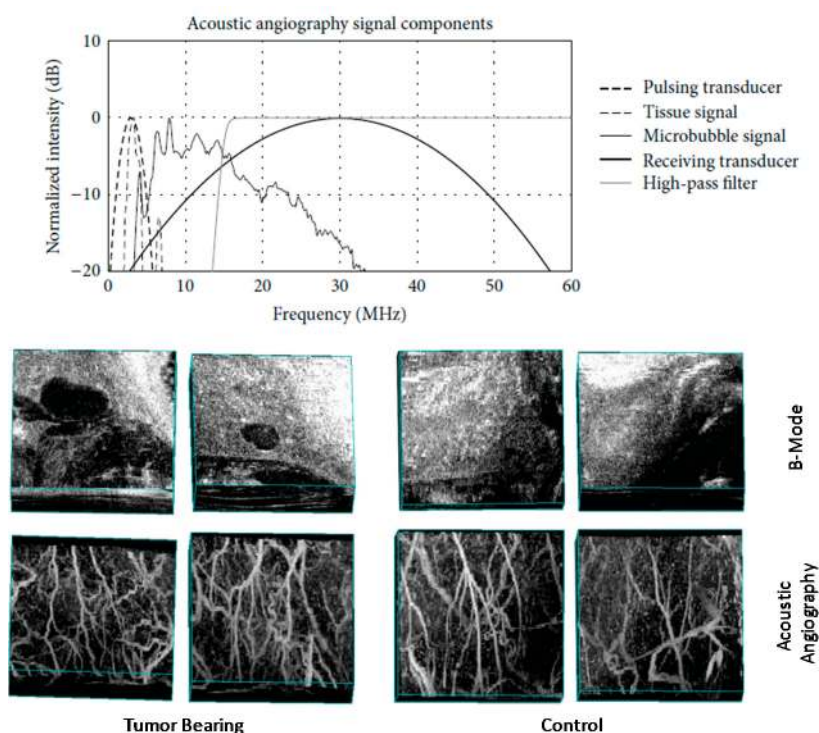 Acoustic angiography signal components
10
0
−10
−20
Normalized intensity (dB)
0
10
20
30
40
50
60
Frequency (MHz)
Pulsing transducer
Tissue signal
Microbubble signal
Receiving transducer
High-pass filter
B-Mode
Acoustic
Angiography
Tumor Bearing
Control